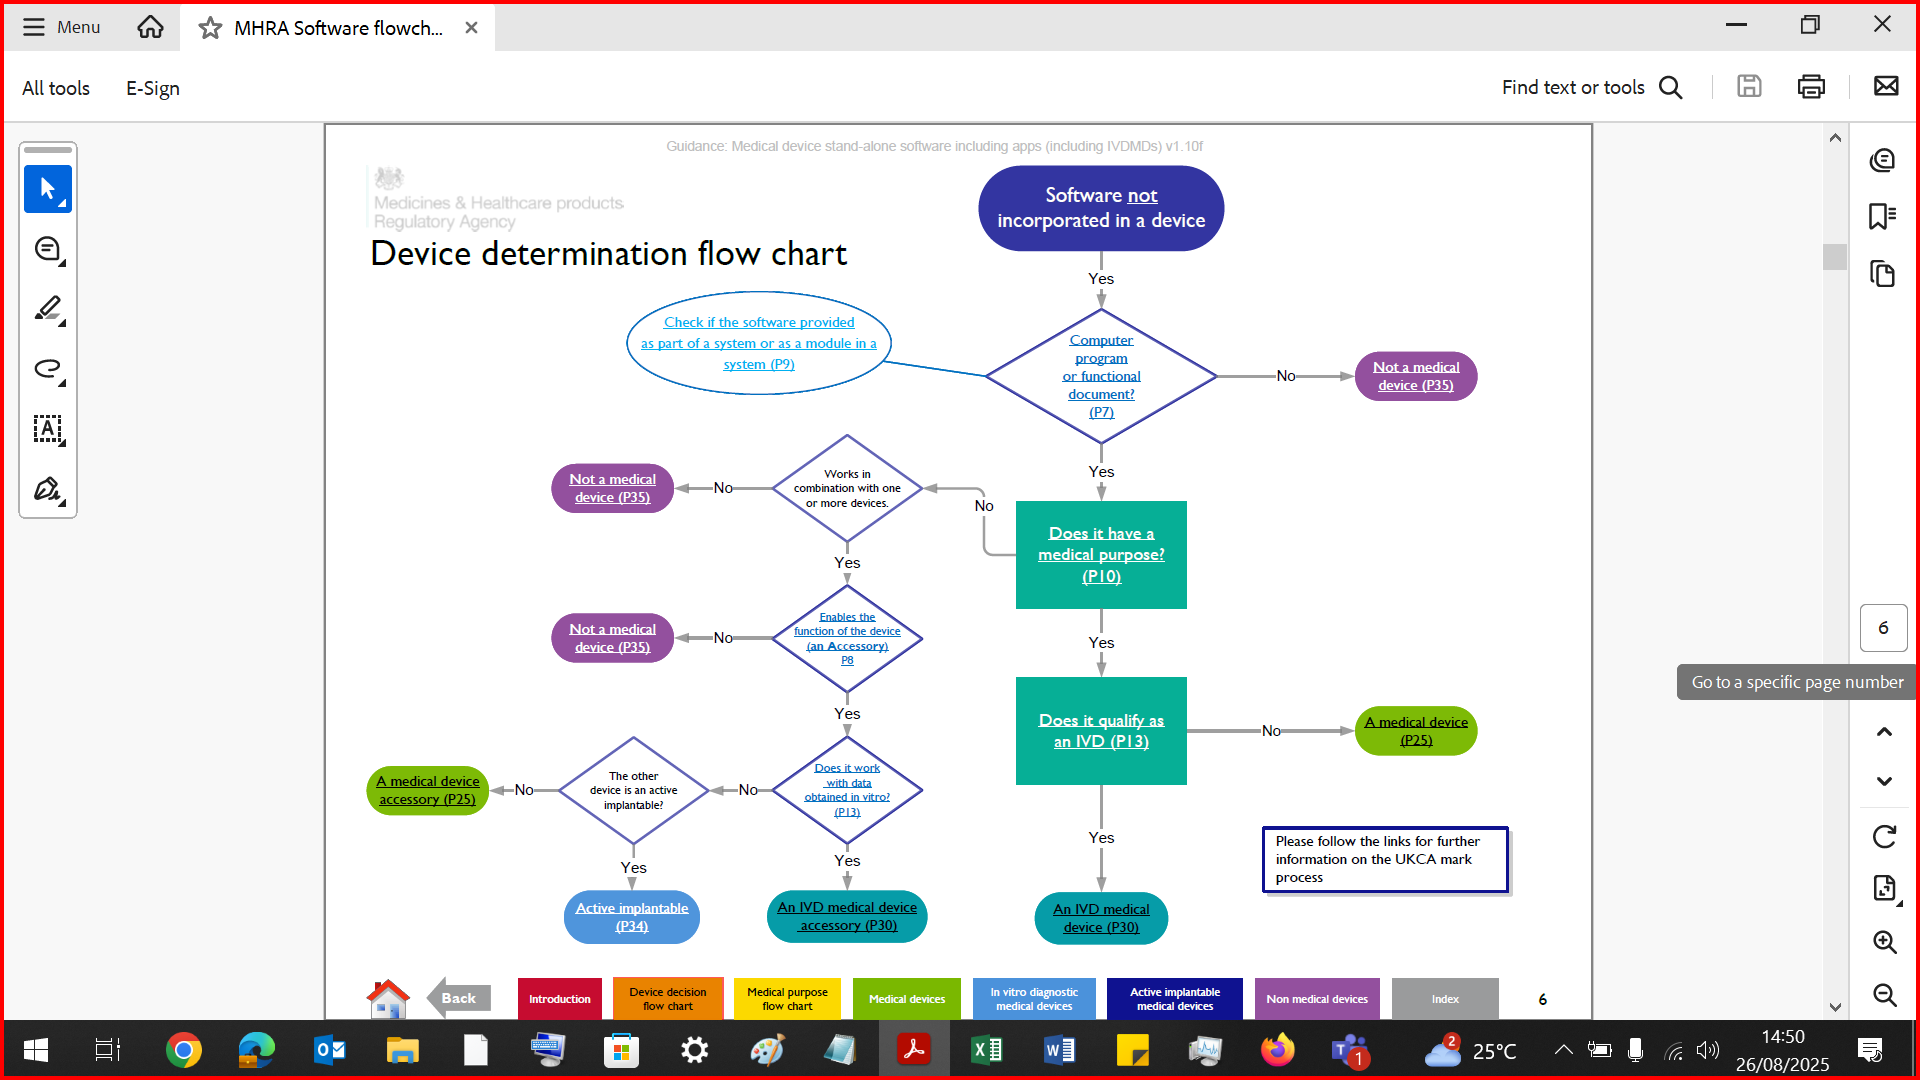 Menu
MHRA Software flowch...
All tools
E-Sign
Find text or tools
Guidance: Medical device stand-alone software including apps (including IVDMDs) v1.10f
Medicines & Healthcare products
Regulatory Agency
Device determination flow chart
Software not
incorporated in a device
Yes
Check if the software provided
as part of a system or as a module in a
system (P9)
Computer
program
or functional
document?
(P7)
No
Not a medical
device (P35)
Yes
Not a medical
device (P35)
No
Works in
combination with one
or more devices.
No
Does it have a
medical purpose?
(P10)
Yes
Not a medical
device (P35)
No
Enables the
function of the device
(an Accessory)
P8
Yes
Yes
Does it qualify as
an IVD (P13)
No
A medical device
(P25)
A medical device
accessory (P25)
No
The other
device is an active
implantable?
No
Does it work
with data
obtained in vitro?
(P13)
Yes
Yes
Yes
Please follow the links for further
information on the UKCA mark
process
Active implantable
(P34)
An IVD medical device
accessory (P30)
An IVD medical
device (P30)
Back
Introduction
Device decision
flow chart
Medical purpose
flow chart
Medical devices
In vitro diagnostic
medical devices
Active implantable
medical devices
Non medical devices
Index
6
6
Go to a specific page number
2
25°C
1
14:50
26/08/2025